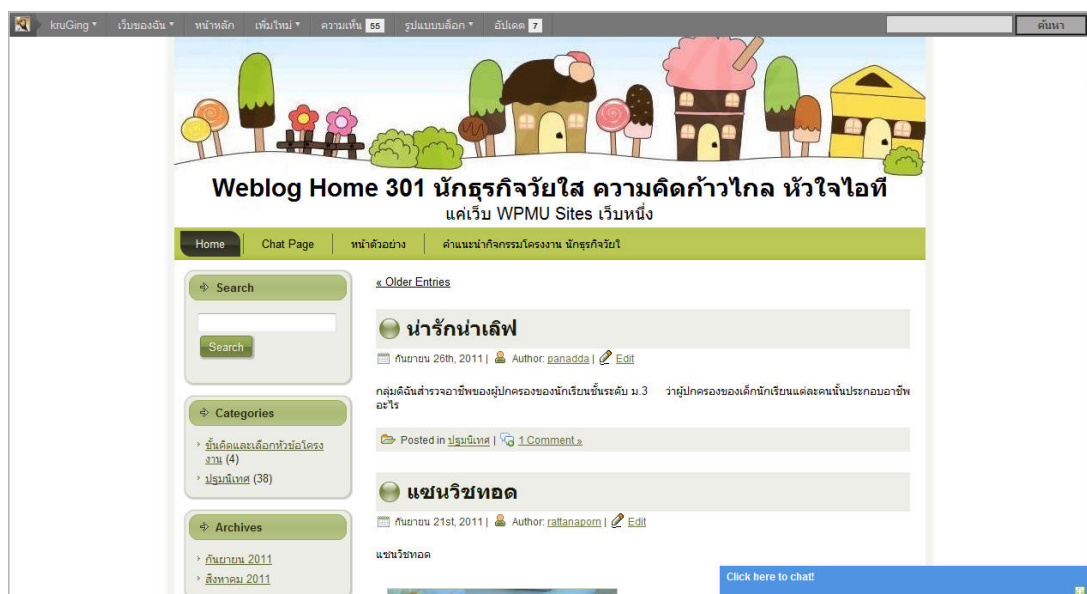 kruGing เว็บของฉัน หน้าหลัก เพิ่มใหม่ ความเห็น 55 รูปแบบบล็อก อัปเดต 7 ค้นหา
Weblog Home 301 นักธุรกิจวัยใส ความคิดก้าวไกล หัวใจไอที
แค่เว็บ WPMU Sites เว็บหนึ่ง
Home Chat Page หน้าตัวอย่าง คำแนะนำกิจกรรมโครงงาน นักธุรกิจวัยใ
Search
Search
Categories
ขั้นคิดและเลือกหัวข้อโครง
งาน (4)
ปฐมนิเทศ (38)
Archives
กันยายน 2011
สิงหาคม 2011
« Older Entries
น่ารักน่าเลิฟ
กันยายน 26th, 2011 | Author: panadda | Edit
กลุ่มดิฉันสำรวจอาชีพของผู้ปกครองของนักเรียนชั้นระดับ ม.3 ว่าผู้ปกครองของเด็กนักเรียนแต่ละคนนั้นประกอบอาชีพ
อะไร
Posted in ปฐมนิเทศ | 1 Comment »
แซนวิชทอด
กันยายน 21st, 2011 | Author: rattanaporn | Edit
แซนวิชทอด
Click here to chat!